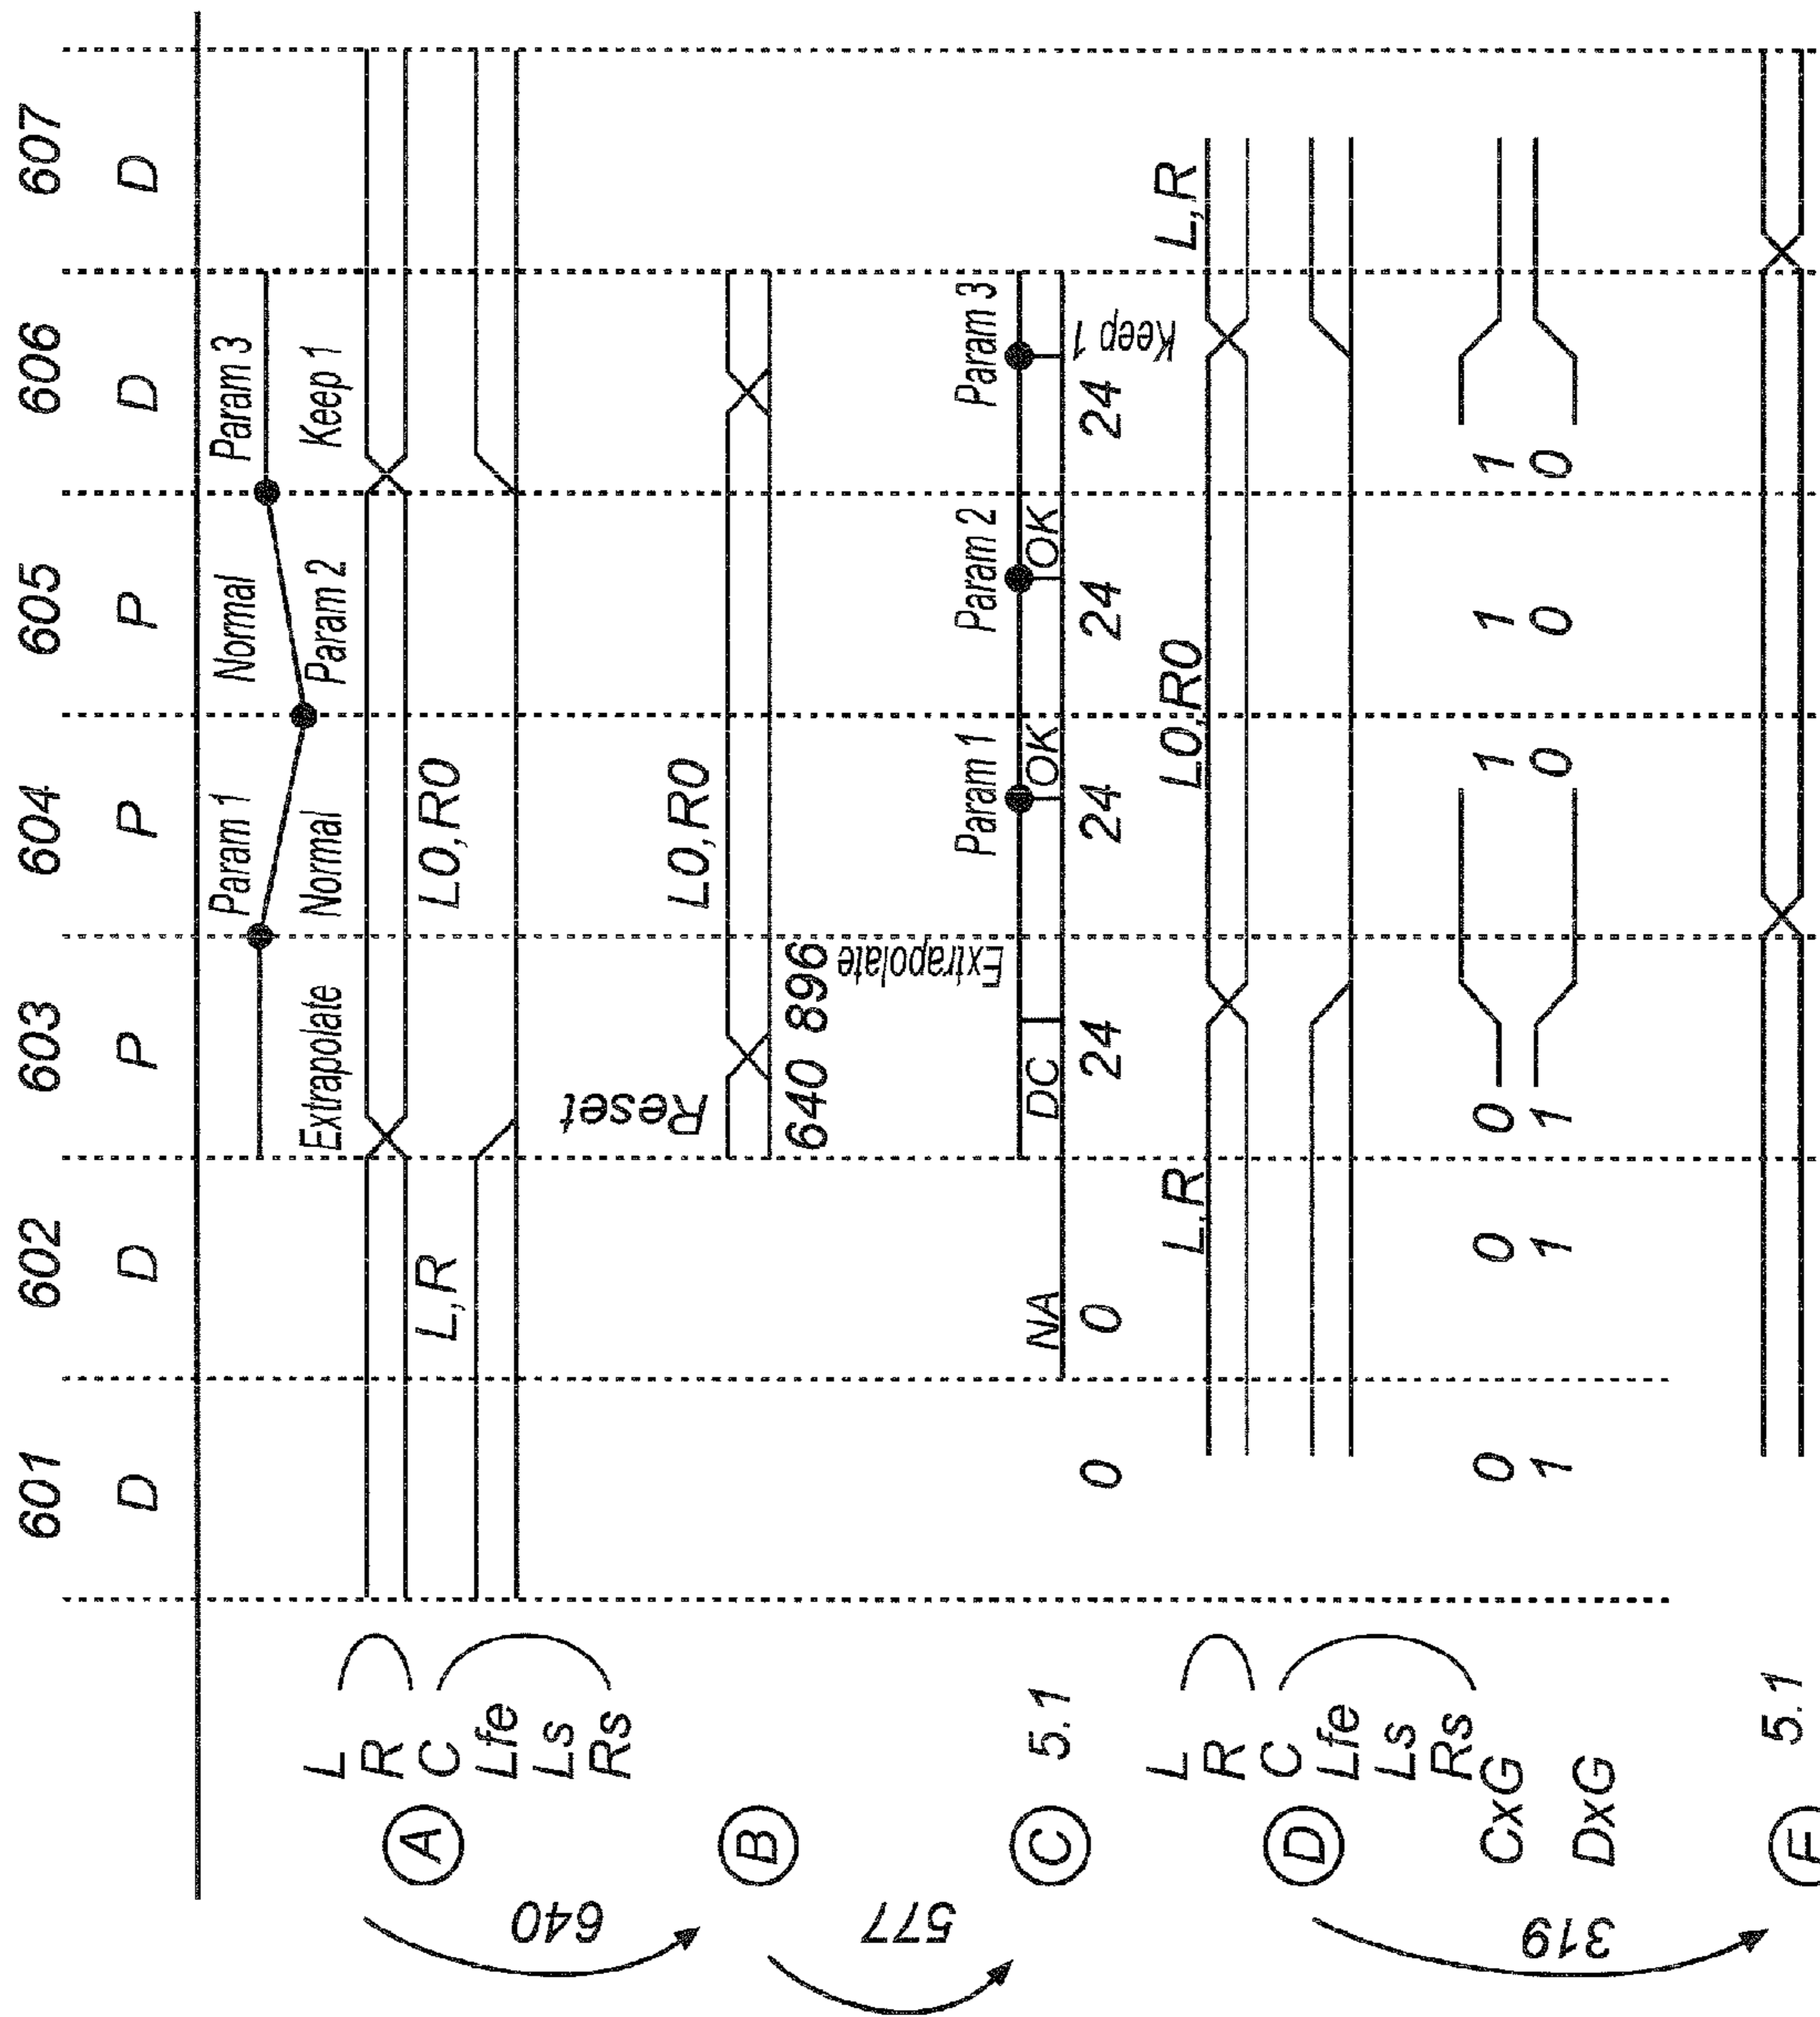 601 602 603 604 605 606 607
D D P P P D D
Param 1 Normal Param 3
Extrapolate Normal Param 2 Keep 1
L
R
C
Lfe
Ls
Rs
A
L,R L0,R0
640
Reset L0,R0
B
640 896
577
Extrapolate Param 1 Param 2 Param 3
C 5.1
NA DC OK OK
0 0 24 24 24 24
Keep 1
L
R
C
Lfe
Ls
Rs
D
L,R L0,R0 L,R
CxG 0 0 0 1 1 1
DxG 1 1 1 0 0 0
319
5.1